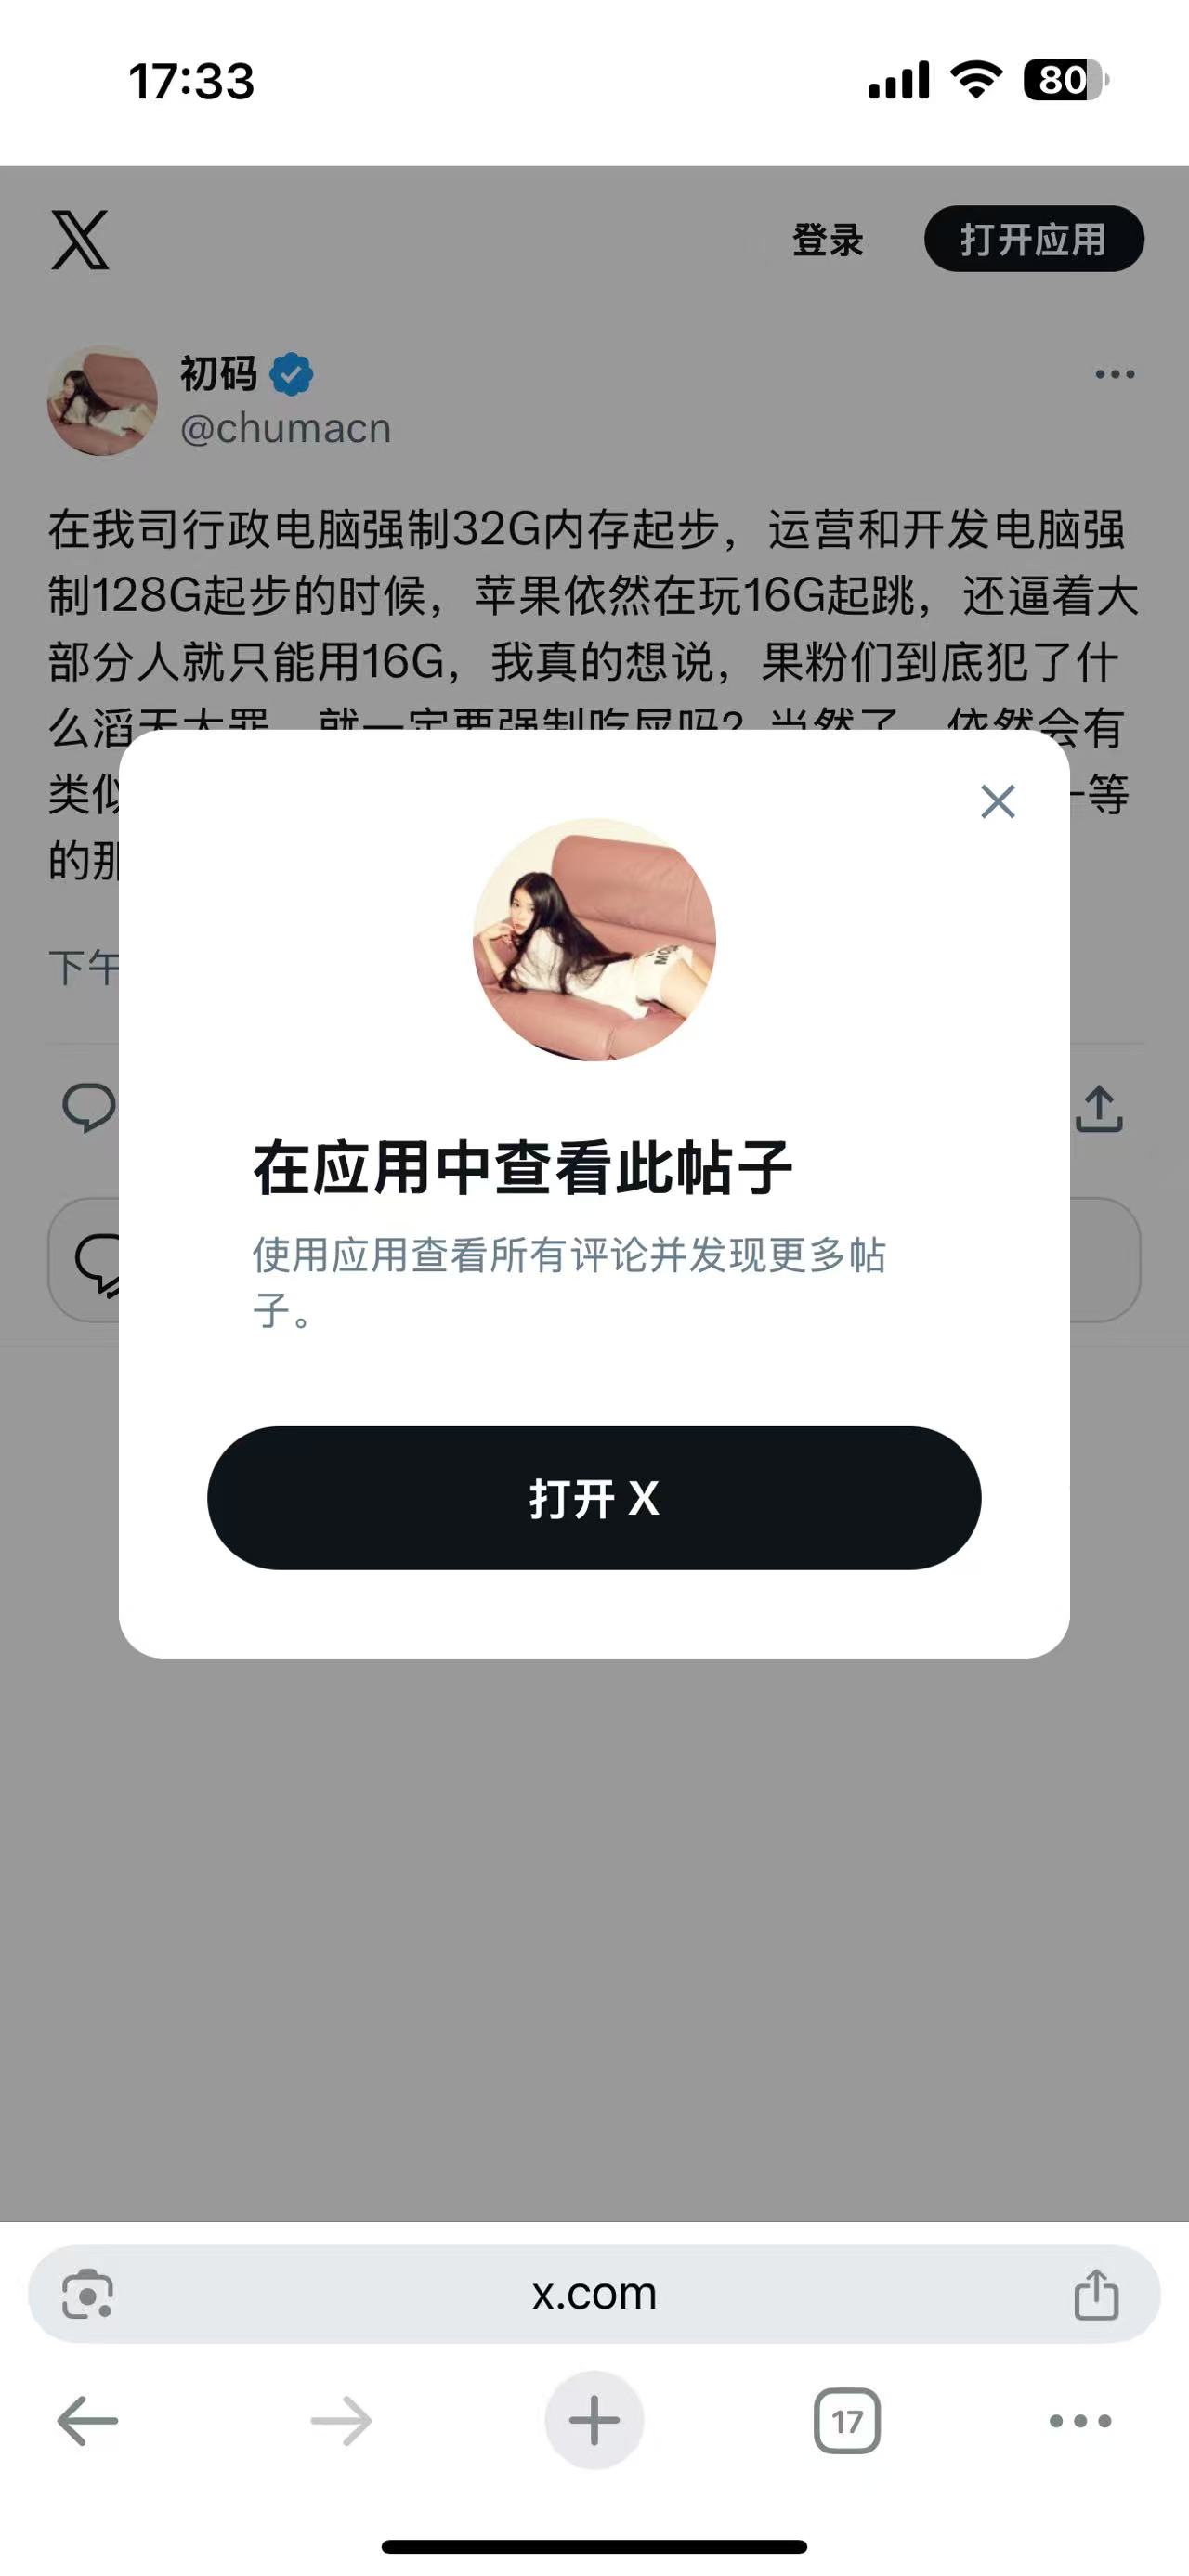 17:33
80
登录
打开应用
初码
@chumacn
在我司行政电脑强制32G内存起步，运营和开发电脑强
制128G起步的时候，苹果依然在玩16G起跳，还逼着大
部分人就只能用16G，我真的想说，果粉们到底犯了什
么滔天大罪，就一定要强制吃屎吗？当然了，依然会有
类似
一等
的那
下午
在应用中查看此帖子
使用应用查看所有评论并发现更多帖
子。
打开 X
x.com
17